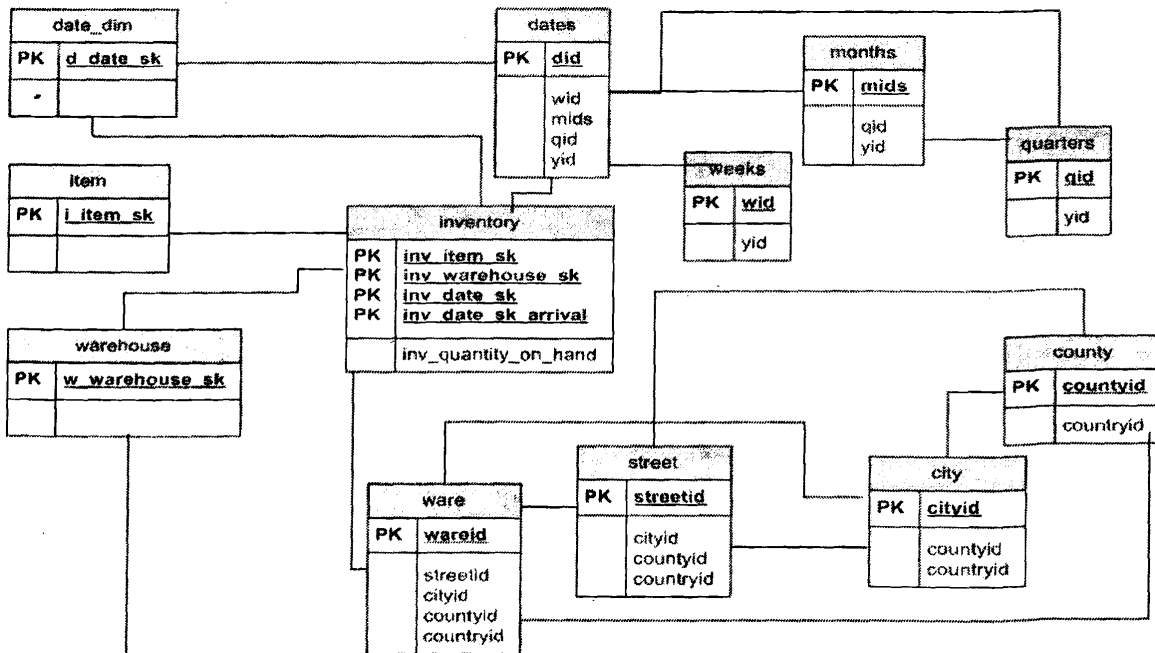 date_dim
PK d_date_sk
dates
PK did
wid
mids
qid
yid
months
PK mids
qid
yid
quarters
PK qid
yid
weeks
PK wid
yid
item
PK i_item_sk
inventory
PK inv_item_sk
PK inv_warehouse_sk
PK inv_date_sk
PK inv_date_sk_arrival
inv_quantity_on_hand
warehouse
PK w_warehouse_sk
county
PK countyid
countryid
street
PK streetid
cityid
countyid
countryid
city
PK cityid
countyid
countryid
ware
PK wareid
streetid
cityid
countyid
countryid